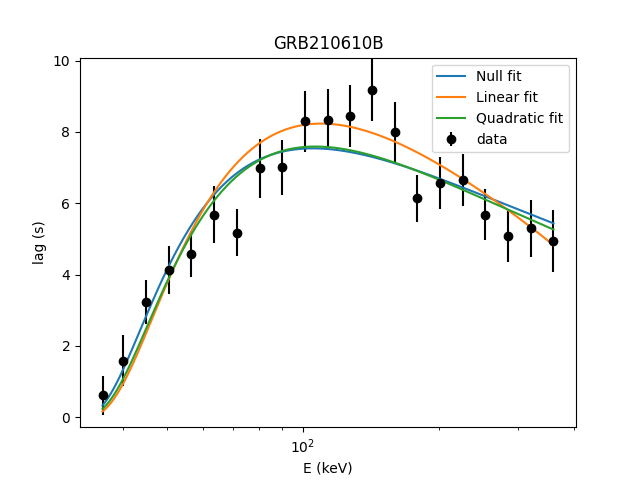 GRB210610B
10
8
6
4
2
0
lag (s)
10²
E (keV)
Null fit
Linear fit
Quadratic fit
data